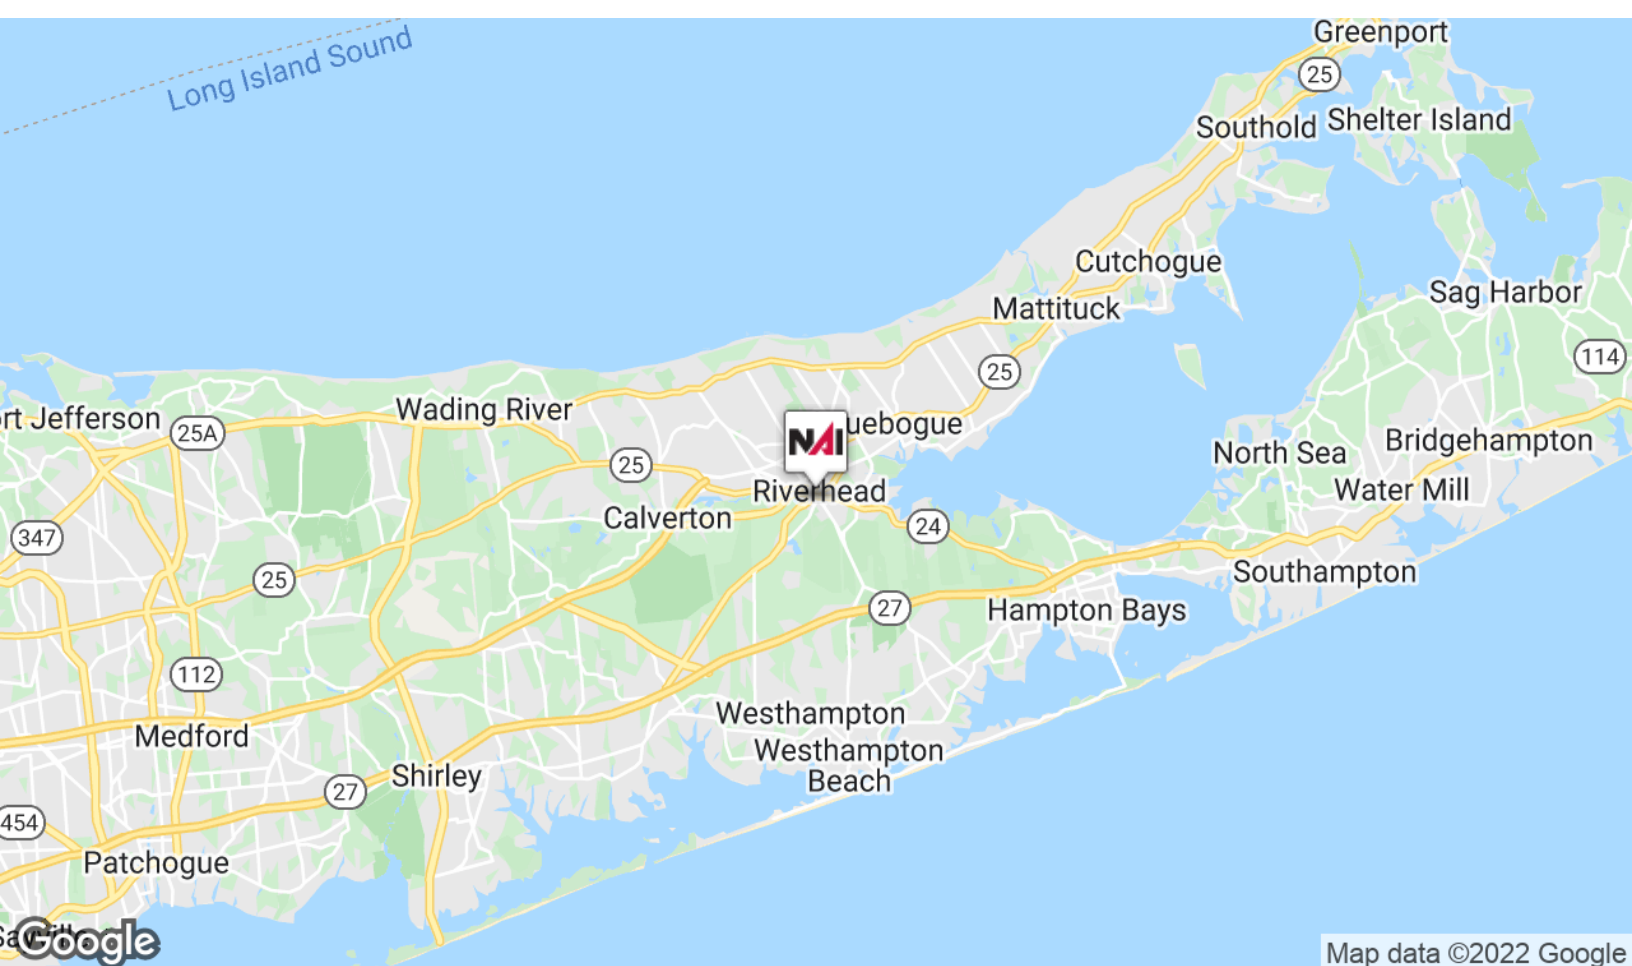 Greenport
Long Island Sound
25
Shelter Island
Southold
Cutchogue
Sag Harbor
Mattituck
114
25
Wading River
rt Jefferson
uebogue
25A
NAI
Bridgehampton
North Sea
25
Water Mill
Riverhead
Calverton
24
347
Southampton
25
27
Hampton Bays
112
Westhampton
Medford
Westhampton
Beach
Shirley
27
454
Patchogue
Sayville
Google
Map data ©2022 Google